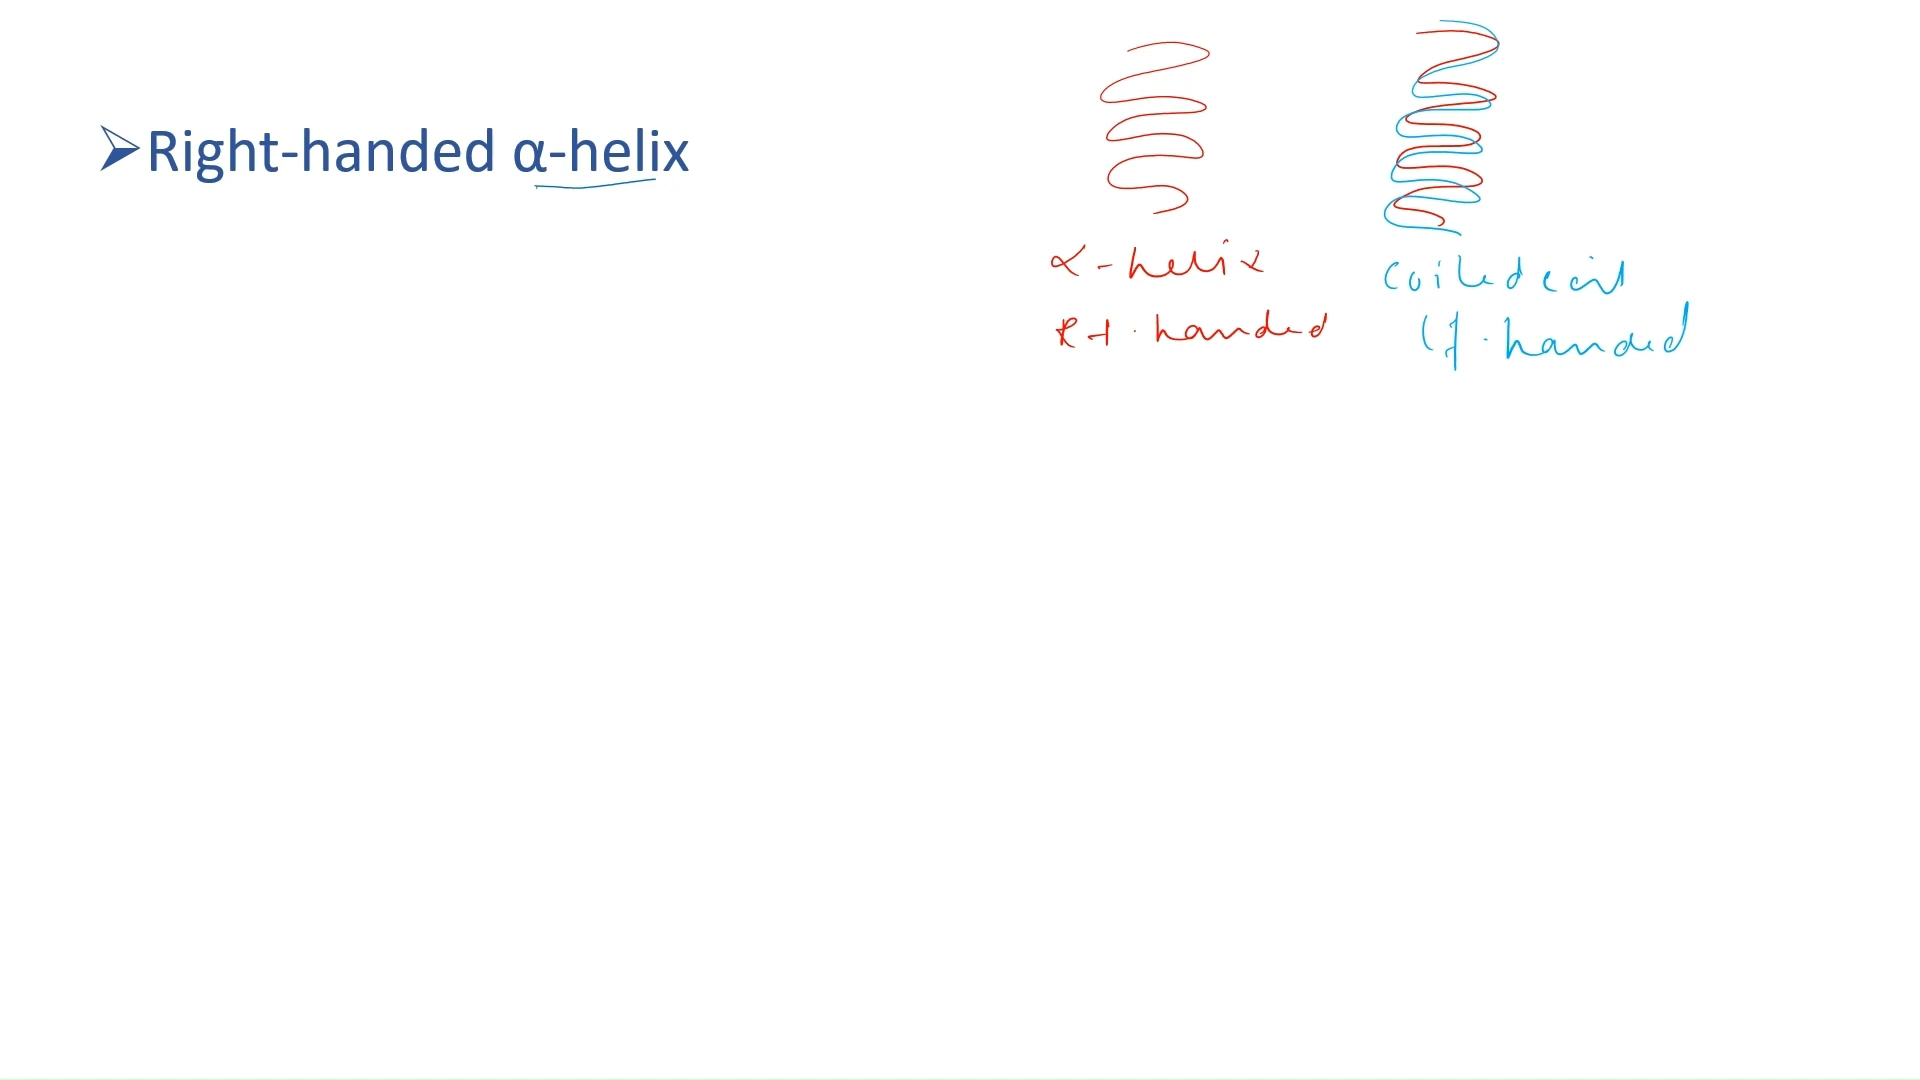 ➢Right-handed α-helix
α-helix
Rt. handed
Coiled coil
Lf. handed